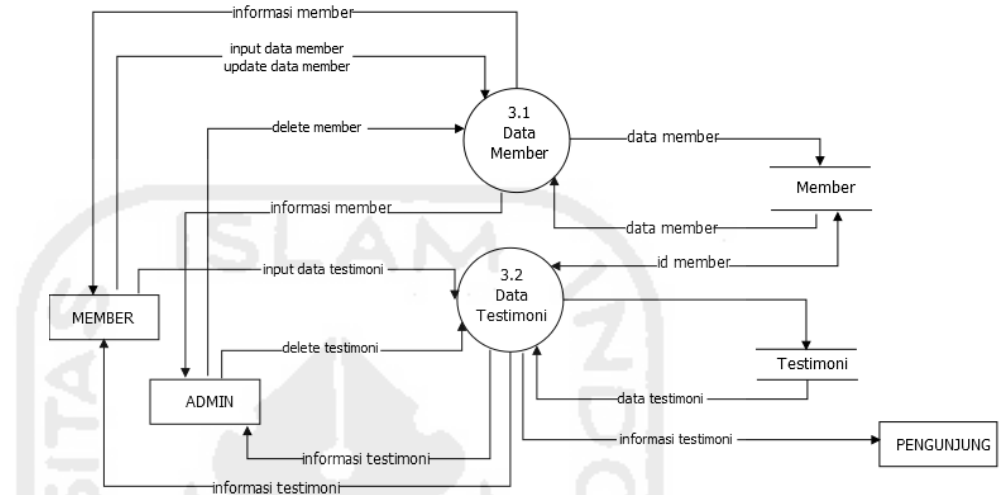 informasi member
input data member
update data member
3.1
Data
Member
delete member
data member
Member
informasi member
data member
id member
input data testimoni
3.2
Data
Testimoni
MEMBER
delete testimoni
Testimoni
ADMIN
data testimoni
informasi testimoni
PENGUNJUNG
informasi testimoni
informasi testimoni
ISLAM